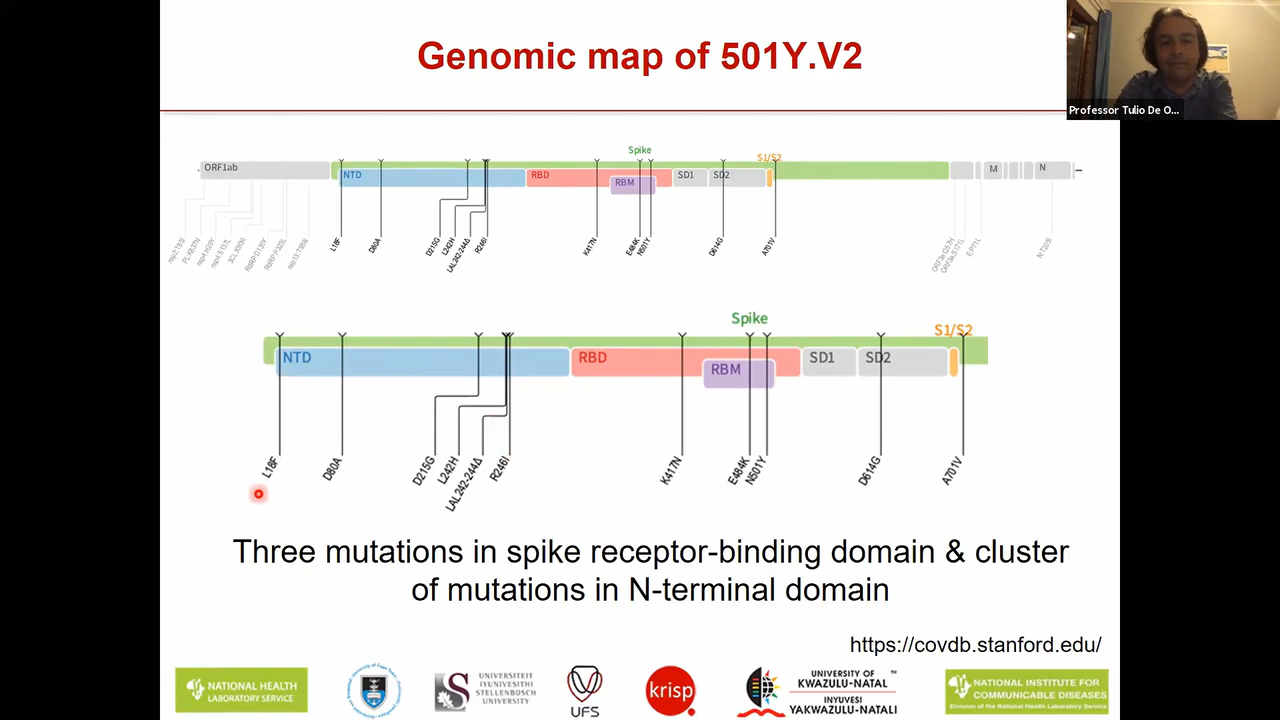 Genomic map of 501Y.V2
Professor Tulio De O...
Spike
S1/S2
ORF1ab
NTD
RBD
RBM
SD1
SD2
M
N
L18F
D80A
D215G
L242H
LAL242-244Δ
R246I
K417N
E484K
N501Y
D614G
A701V
E:P71L
N:T205I
Spike
S1/S2
NTD
RBD
RBM
SD1
SD2
L18F
D80A
D215G
L242H
LAL242-244Δ
R246I
K417N
E484K
N501Y
D614G
A701V
Three mutations in spike receptor-binding domain & cluster
of mutations in N-terminal domain
https://covdb.stanford.edu/
NATIONAL HEALTH
LABORATORY SERVICE
UNIVERSITEIT
IYUNIVESITHI
STELLENBOSCH
UNIVERSITY
UFS
krisp
UNIVERSITY OF ™
KWAZULU-NATAL
INYUVESI
YAKWAZULU-NATALI
NATIONAL INSTITUTE FOR
COMMUNICABLE DISEASES
Division of the National Health Laboratory Service